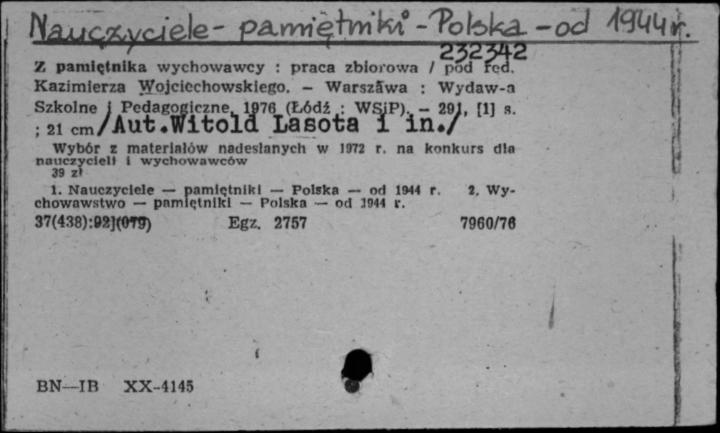 Nauczyciele - pamiętniki - Polska - od 1944 r.
232342
Z pamiętnika wychowawcy : praca zbiorowa / pod red.
Kazimierza Wojciechowskiego. – Warszawa : Wydaw-a
Szkolne i Pedagogiczne, 1976 (Łódź : WSiP). – 291, [1] s.
; 21 cm /Aut.Witold Lasota i in./
Wybór z materiałów nadesłanych w 1972 r. na konkurs dla
nauczycieli i wychowawców
39 zł
1. Nauczyciele — pamiętniki — Polska — od 1944 r. 2. Wy-
chowawstwo — pamiętniki — Polska — od 1944 r.
37(438):92](079) Egz. 2757 7960/76
BN—IB XX-4145